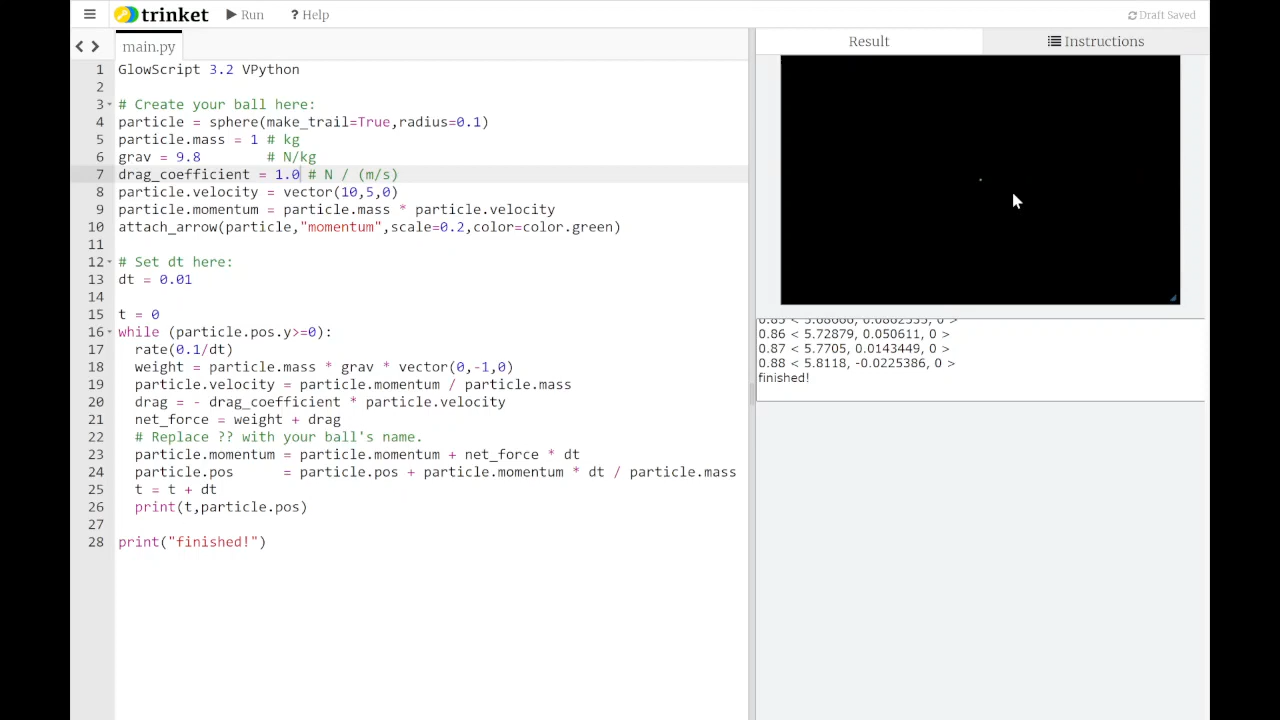 trinket
Run
? Help
Draft Saved
main.py
Result
Instructions
1 GlowScript 3.2 VPython
2
3 # Create your ball here:
4 particle = sphere(make_trail=True,radius=0.1)
5 particle.mass = 1 # kg
6 grav = 9.8        # N/kg
7 drag_coefficient = 1.0 # N / (m/s)
8 particle.velocity = vector(10,5,0)
9 particle.momentum = particle.mass * particle.velocity
10 attach_arrow(particle,"momentum",scale=0.2,color=color.green)
11
12 # Set dt here:
13 dt = 0.01
14
15 t = 0
16 while (particle.pos.y>=0):
17   rate(0.1/dt)
18   weight = particle.mass * grav * vector(0,-1,0)
19   particle.velocity = particle.momentum / particle.mass
20   drag = - drag_coefficient * particle.velocity
21   net_force = weight + drag
22   # Replace ?? with your ball's name.
23   particle.momentum = particle.momentum + net_force * dt
24   particle.pos      = particle.pos + particle.momentum * dt / particle.mass
25   t = t + dt
26   print(t,particle.pos)
27
28 print("finished!")
0.86 < 5.72879, 0.050611, 0 >
0.87 < 5.7705, 0.0143449, 0 >
0.88 < 5.8118, -0.0225386, 0 >
finished!